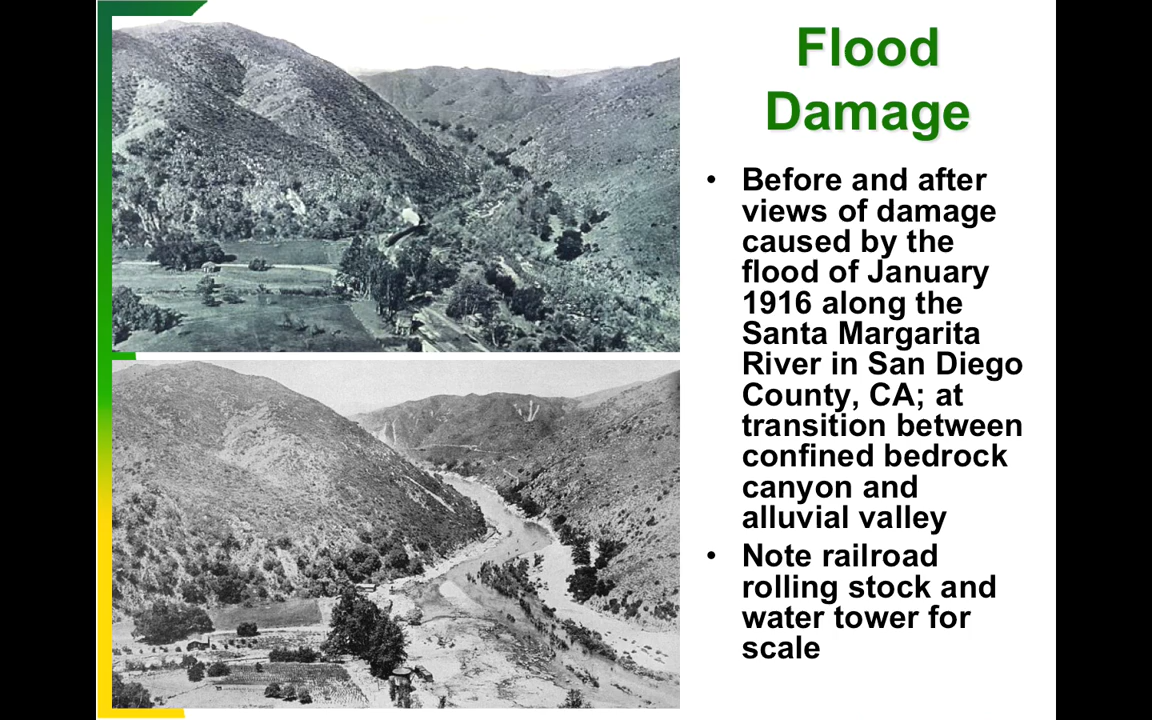 Flood
Damage
• Before and after
views of damage
caused by the
flood of January
1916 along the
Santa Margarita
River in San Diego
County, CA; at
transition between
confined bedrock
canyon and
alluvial valley
• Note railroad
rolling stock and
water tower for
scale